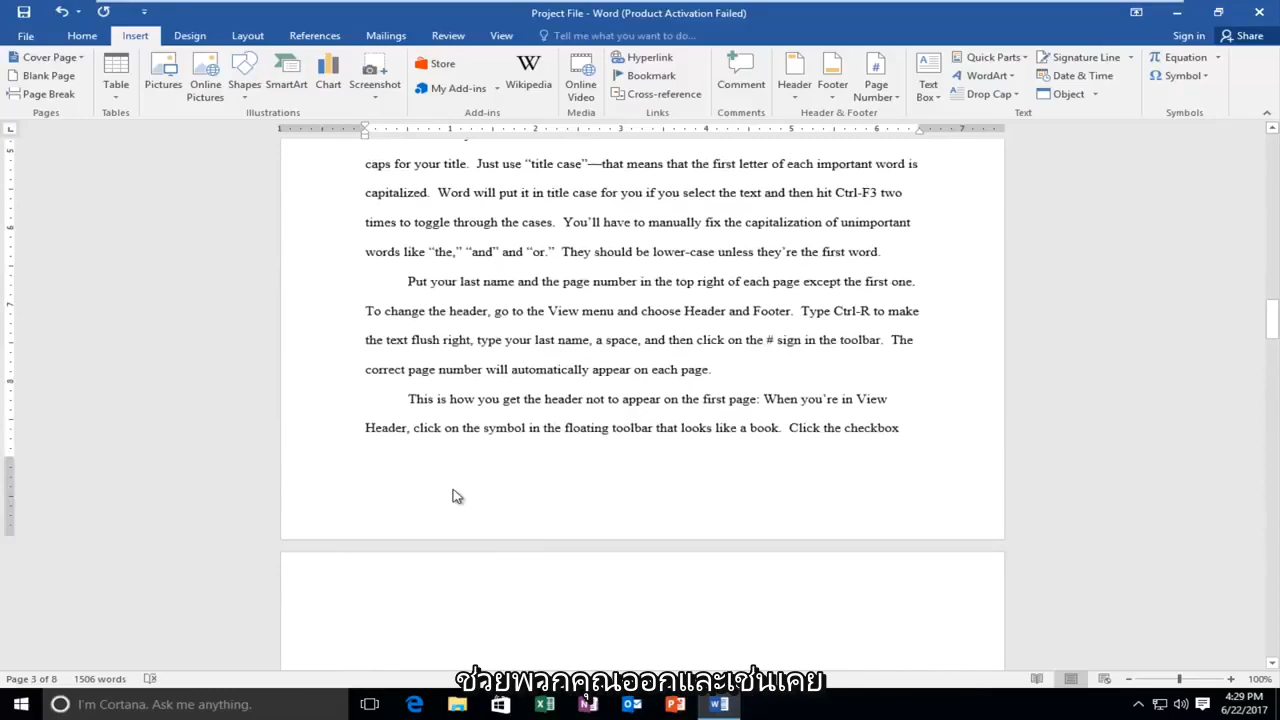 Project File - Word (Product Activation Failed)
File Home Insert Design Layout References Mailings Review View Tell me what you want to do... Sign in Share
Cover Page
Blank Page
Page Break
Pages
Table
Tables
Pictures Online Pictures Shapes SmartArt Chart Screenshot
Illustrations
Store
My Add-ins
Wikipedia
Add-ins
Online Video
Media
Hyperlink
Bookmark
Cross-reference
Links
Comment
Comments
Header Footer Page Number
Header & Footer
Text Box
Quick Parts
WordArt
Drop Cap
Signature Line
Date & Time
Object
Text
Equation
Symbol
Symbols
1 1 2 3 4 5 6 7
5
6
7
8
caps for your title. Just use “title case”—that means that the first letter of each important word is
capitalized. Word will put it in title case for you if you select the text and then hit Ctrl-F3 two
times to toggle through the cases. You’ll have to manually fix the capitalization of unimportant
words like “the,” “and” and “or.” They should be lower-case unless they’re the first word.
Put your last name and the page number in the top right of each page except the first one.
To change the header, go to the View menu and choose Header and Footer. Type Ctrl-R to make
the text flush right, type your last name, a space, and then click on the # sign in the toolbar. The
correct page number will automatically appear on each page.
This is how you get the header not to appear on the first page: When you’re in View
Header, click on the symbol in the floating toolbar that looks like a book. Click the checkbox
ช่วยพวกคุณออกและเช่นเคย
Page 3 of 8 1506 words 100%
I'm Cortana. Ask me anything.
4:29 PM
6/22/2017